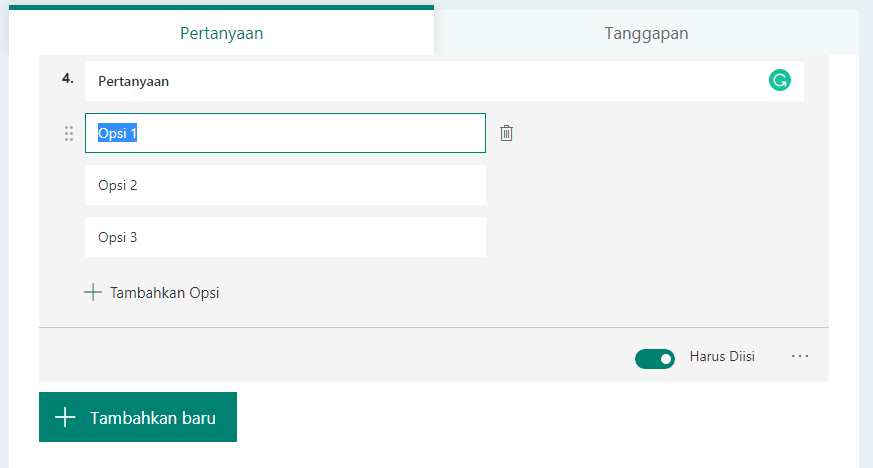 Pertanyaan
Tanggapan
4.
Pertanyaan
Opsi 1
Opsi 2
Opsi 3
Tambahkan Opsi
Harus Diisi
Tambahkan baru